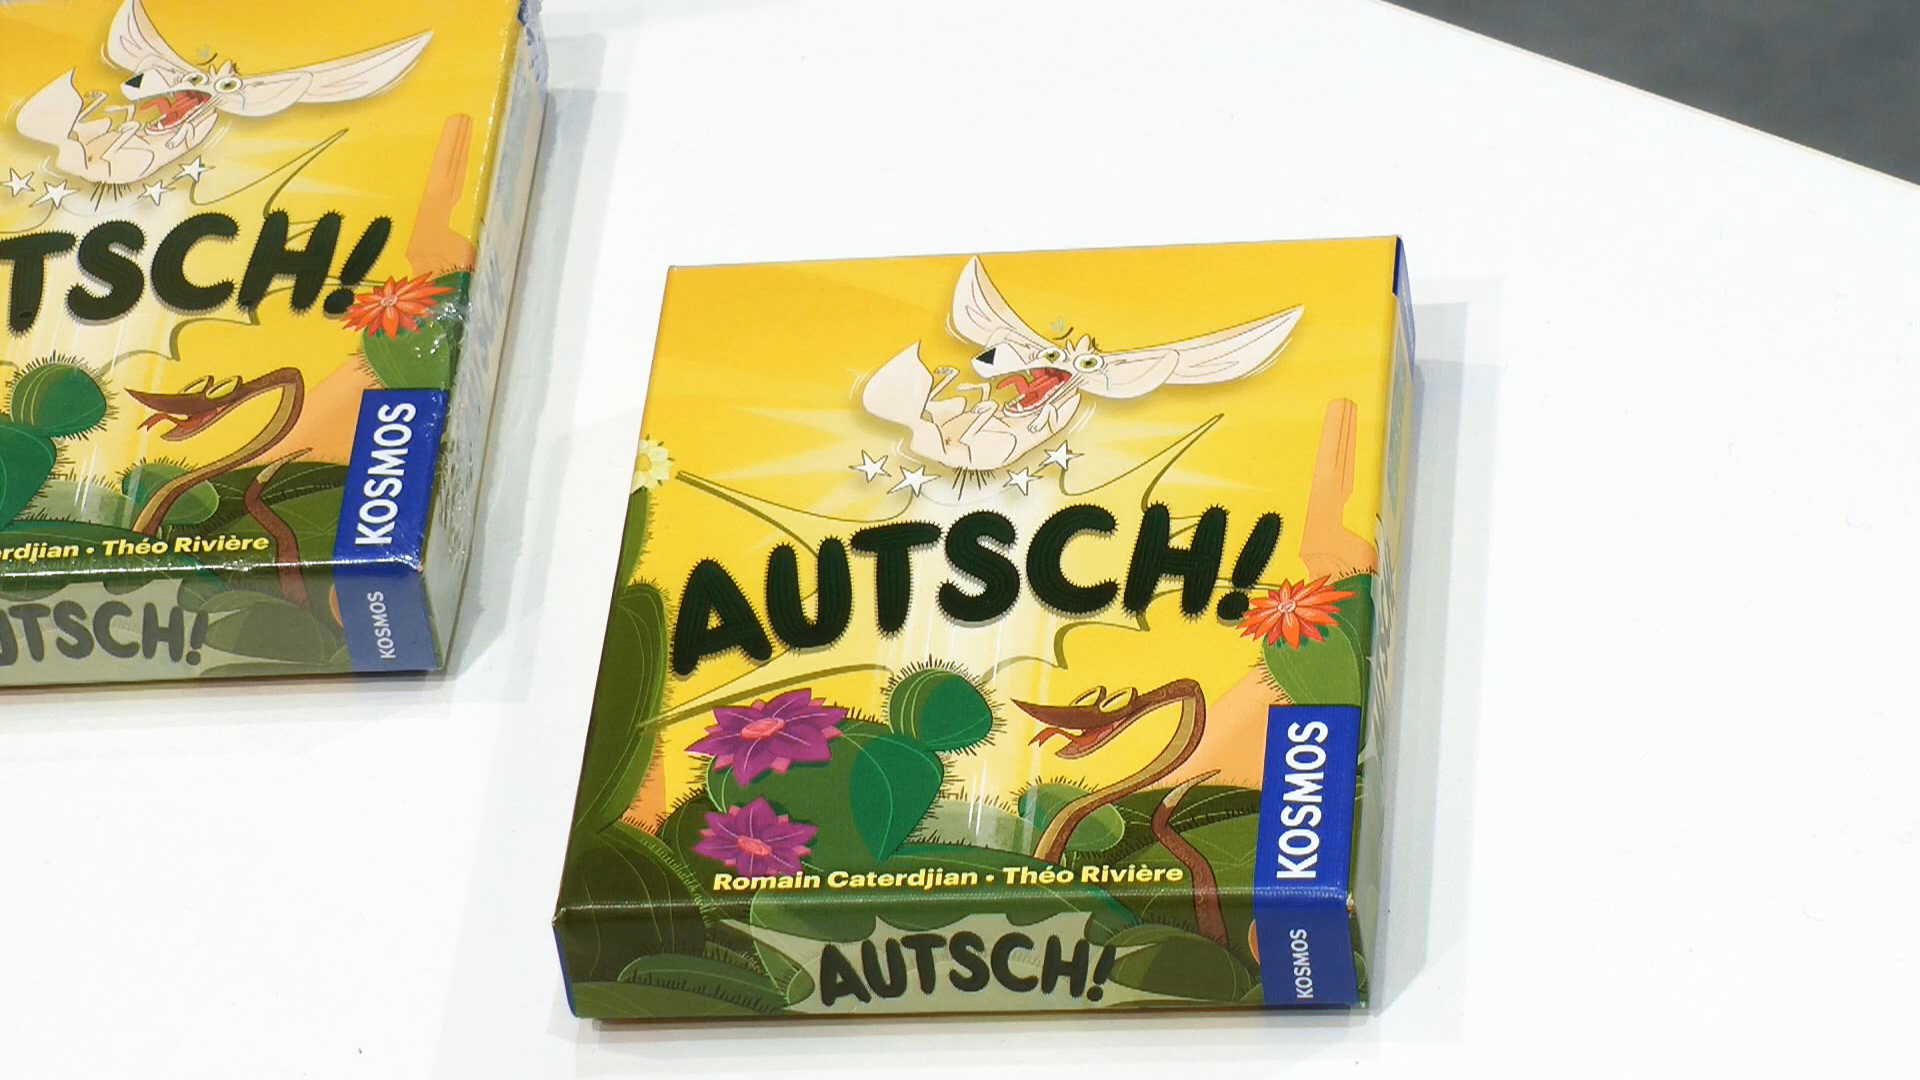 TSCH!
KOSMOS
rdjian • Théo Rivière
UTSCH!
KOSMOS
AUTSCH!
KOSMOS
Romain Caterdjian • Théo Rivière
AUTSCH!
KOSMOS